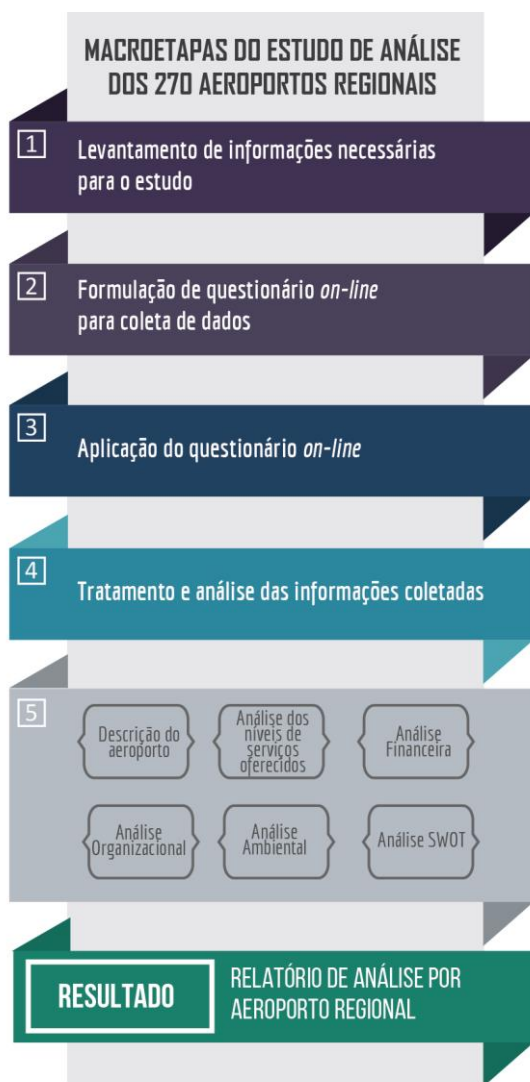 MACROETAPAS DO ESTUDO DE ANÁLISE
DOS 270 AEROPORTOS REGIONAIS
1
Levantamento de informações necessárias
para o estudo
2
Formulação de questionário on-line
para coleta de dados
3
Aplicação do questionário on-line
4
Tratamento e análise das informações coletadas
5
Descrição do
aeroporto
Análise dos
níveis de
serviços
oferecidos
Análise
Financeira
Análise
Organizacional
Análise
Ambiental
Análise SWOT
RESULTADO
RELATÓRIO DE ANÁLISE POR
AEROPORTO REGIONAL